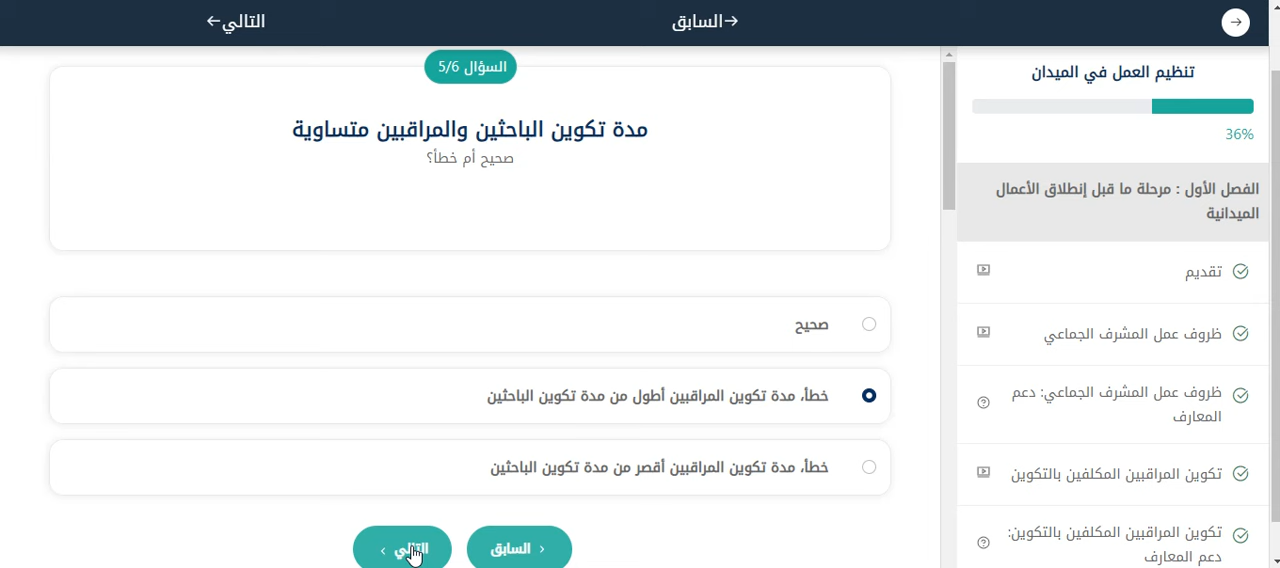 السابق→
التالي←
تنظيم العمل في الميدان
36%
الفصل الأول : مرحلة ما قبل إنطلاق الأعمال
الميدانية
تقديم
ظروف عمل المشرف الجماعي
ظروف عمل المشرف الجماعي: دعم
المعارف
تكوين المراقبين المكلفين بالتكوين
تكوين المراقبين المكلفين بالتكوين:
دعم المعارف
السؤال 5/6
مدة تكوين الباحثين والمراقبين متساوية
صحيح أم خطأ؟
صحيح
خطأ، مدة تكوين المراقبين أطول من مدة تكوين الباحثين
خطأ، مدة تكوين المراقبين أقصر من مدة تكوين الباحثين
‹ السابق
التالي ›